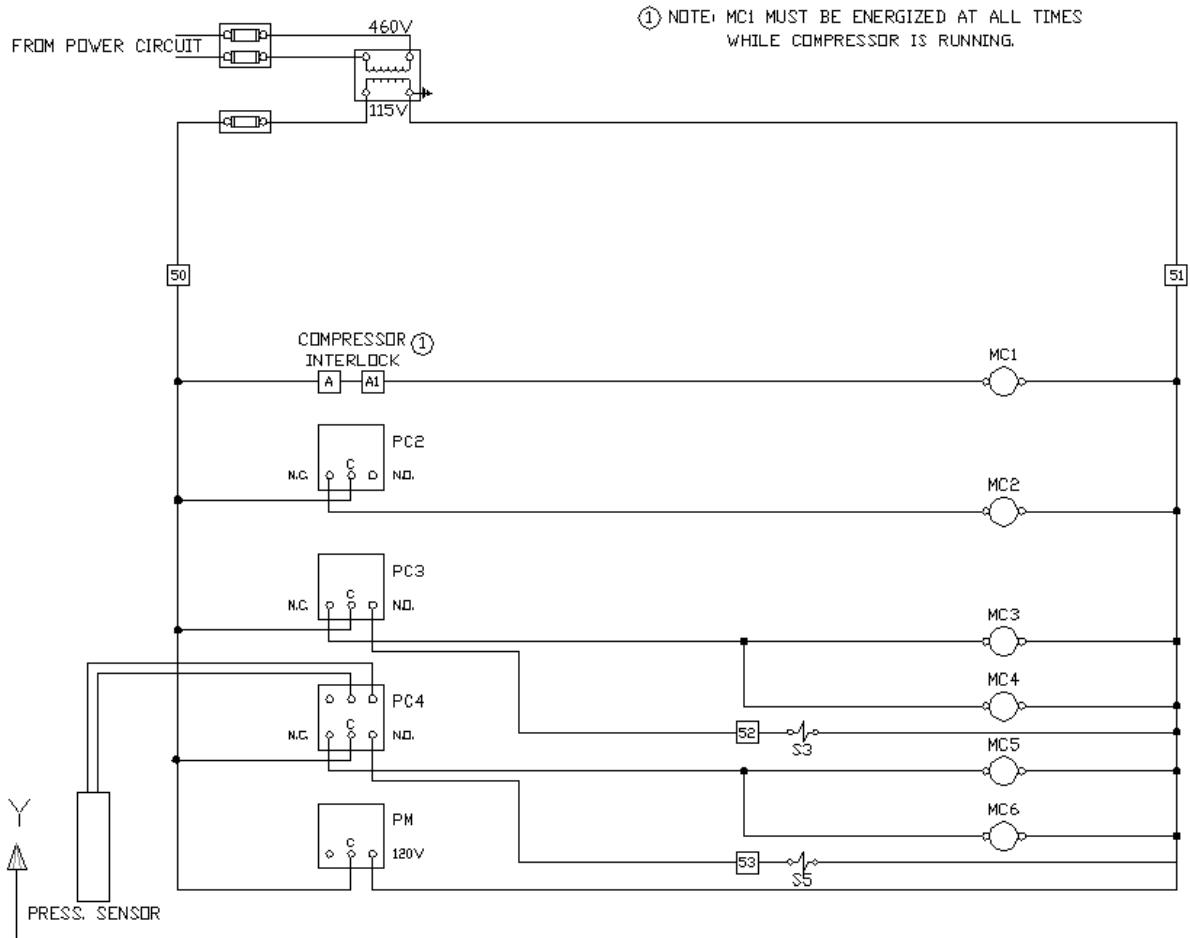 ① NOTE: MC1 MUST BE ENERGIZED AT ALL TIMES
WHILE COMPRESSOR IS RUNNING.
460V
FROM POWER CIRCUIT
115V
50
51
COMPRESSOR ①
INTERLOCK
A A1
MC1
PC2
N.C. C N.O.
MC2
PC3
N.C. C N.O.
MC3
MC4
PC4
N.C. C N.O.
52
S3
MC5
MC6
PM
C 120V
53
S5
Y
PRESS. SENSOR